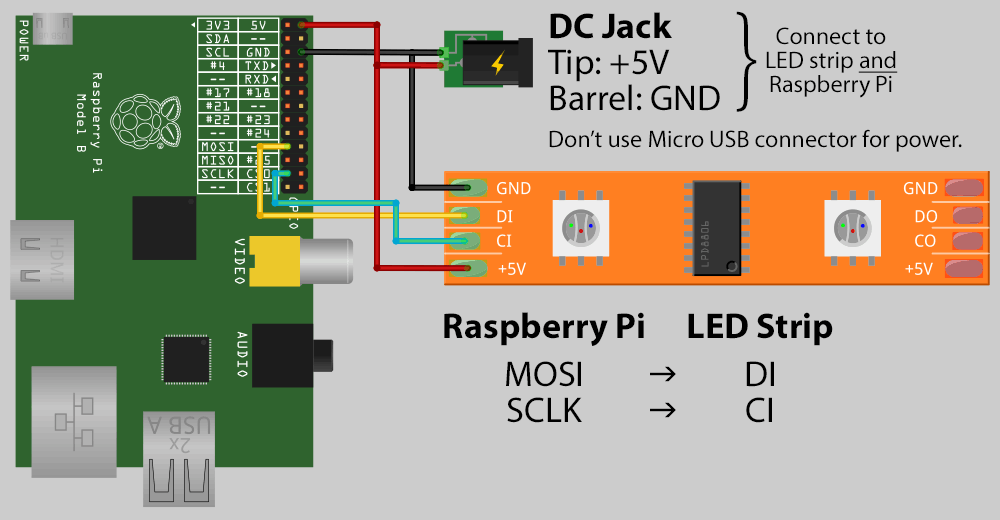 POWER
Raspberry Pi
Model B
3V3 5V
SDA --
SCL GND
#4 TXD▸
-- RXD◂
#17 #18
#21 --
#22 #23
-- #24
MOSI --
MISO #25
SCLK CS0
-- CS1
GPIO
HDMI
VIDEO
AUDIO
2x
USB A
DC Jack
Tip: +5V
Barrel: GND
Connect to
LED strip and
Raspberry Pi
Don't use Micro USB connector for power.
GND GND
DI DO
CI CO
+5V +5V
LPD8806
Raspberry Pi LED Strip
MOSI → DI
SCLK → CI